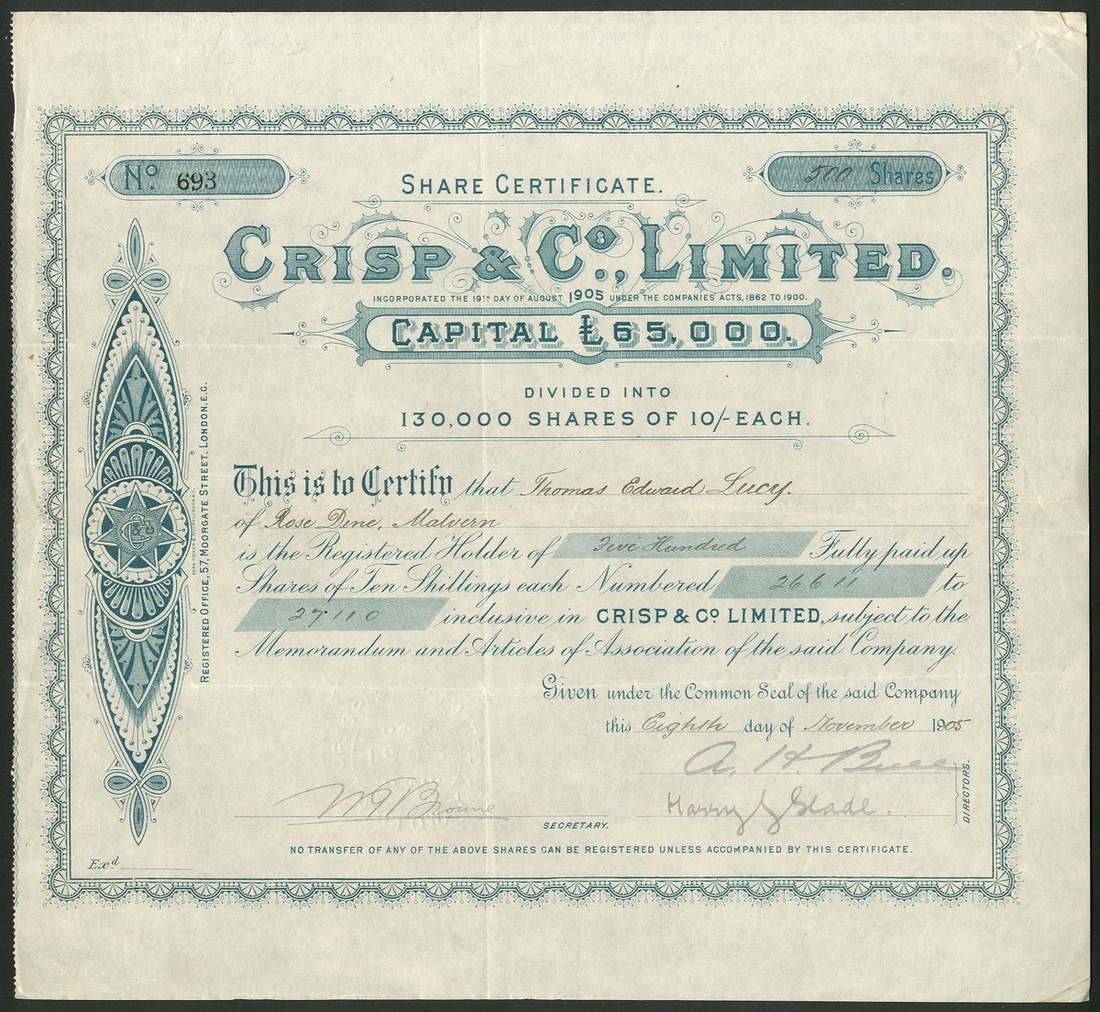 No. 693
500 Shares
SHARE CERTIFICATE.
CRISP & Co., LIMITED.
INCORPORATED THE 19TH DAY OF AUGUST 1905 UNDER THE COMPANIES' ACTS, 1862 TO 1900.
CAPITAL £65,000.
DIVIDED INTO
130,000 SHARES OF 10/- EACH.
REGISTERED OFFICE, 57, MOORGATE STREET, LONDON, E.C.
This is to Certify that Thomas Edward Lucy.
of Rose Dene, Malvern
is the Registered Holder of Five Hundred Fully paid up
Shares of Ten Shillings each Numbered 26611 to
27110 inclusive in CRISP & Co LIMITED, subject to the
Memorandum and Articles of Association of the said Company.
Given under the Common Seal of the said Company
this Eighth day of November 1905
A. H. Bull
Harry J Slade.
DIRECTORS.
Browne
SECRETARY.
NO TRANSFER OF ANY OF THE ABOVE SHARES CAN BE REGISTERED UNLESS ACCOMPANIED BY THIS CERTIFICATE.
Exd